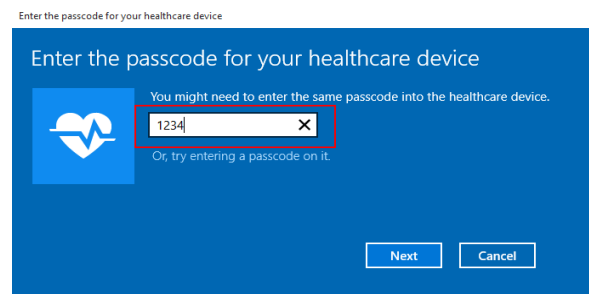 Enter the passcode for your healthcare device
Enter the passcode for your healthcare device
You might need to enter the same passcode into the healthcare device.
1234
Or, try entering a passcode on it.
Next Cancel